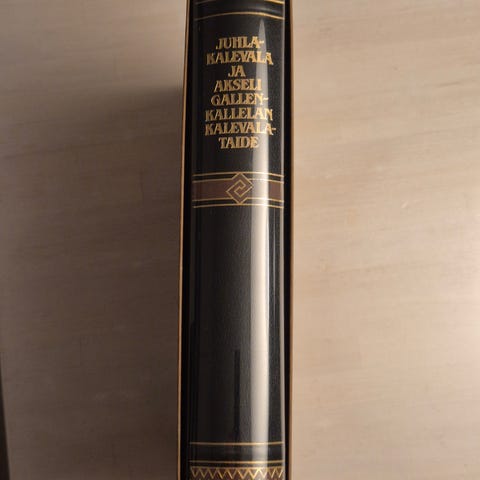 JUHLA-
KALEVALA
JA
AKSELI
GALLEN-
KALLELAN
KALEVALA-
TAIDE